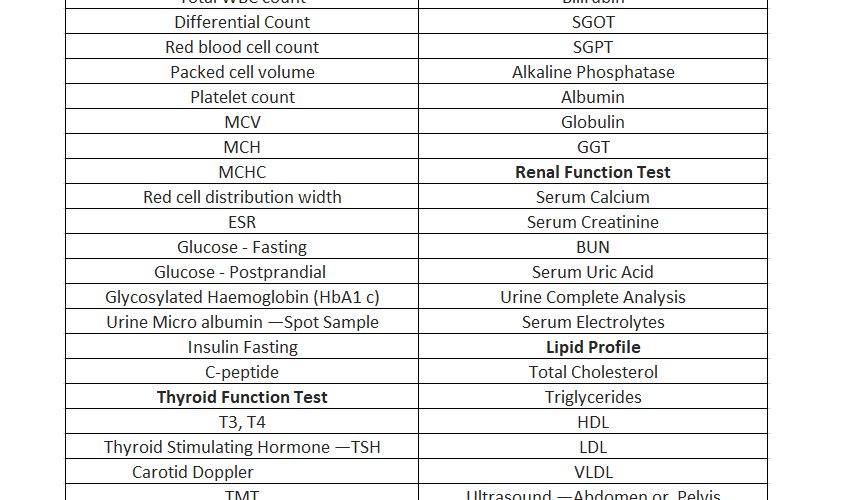 Total WBC count Bilirubin
Differential Count SGOT
Red blood cell count SGPT
Packed cell volume Alkaline Phosphatase
Platelet count Albumin
MCV Globulin
MCH GGT
MCHC Renal Function Test
Red cell distribution width Serum Calcium
ESR Serum Creatinine
Glucose - Fasting BUN
Glucose - Postprandial Serum Uric Acid
Glycosylated Haemoglobin (HbA1 c) Urine Complete Analysis
Urine Micro albumin —Spot Sample Serum Electrolytes
Insulin Fasting Lipid Profile
C-peptide Total Cholesterol
Thyroid Function Test Triglycerides
T3, T4 HDL
Thyroid Stimulating Hormone —TSH LDL
Carotid Doppler VLDL
TMT Ultrasound —Abdomen or Pelvis